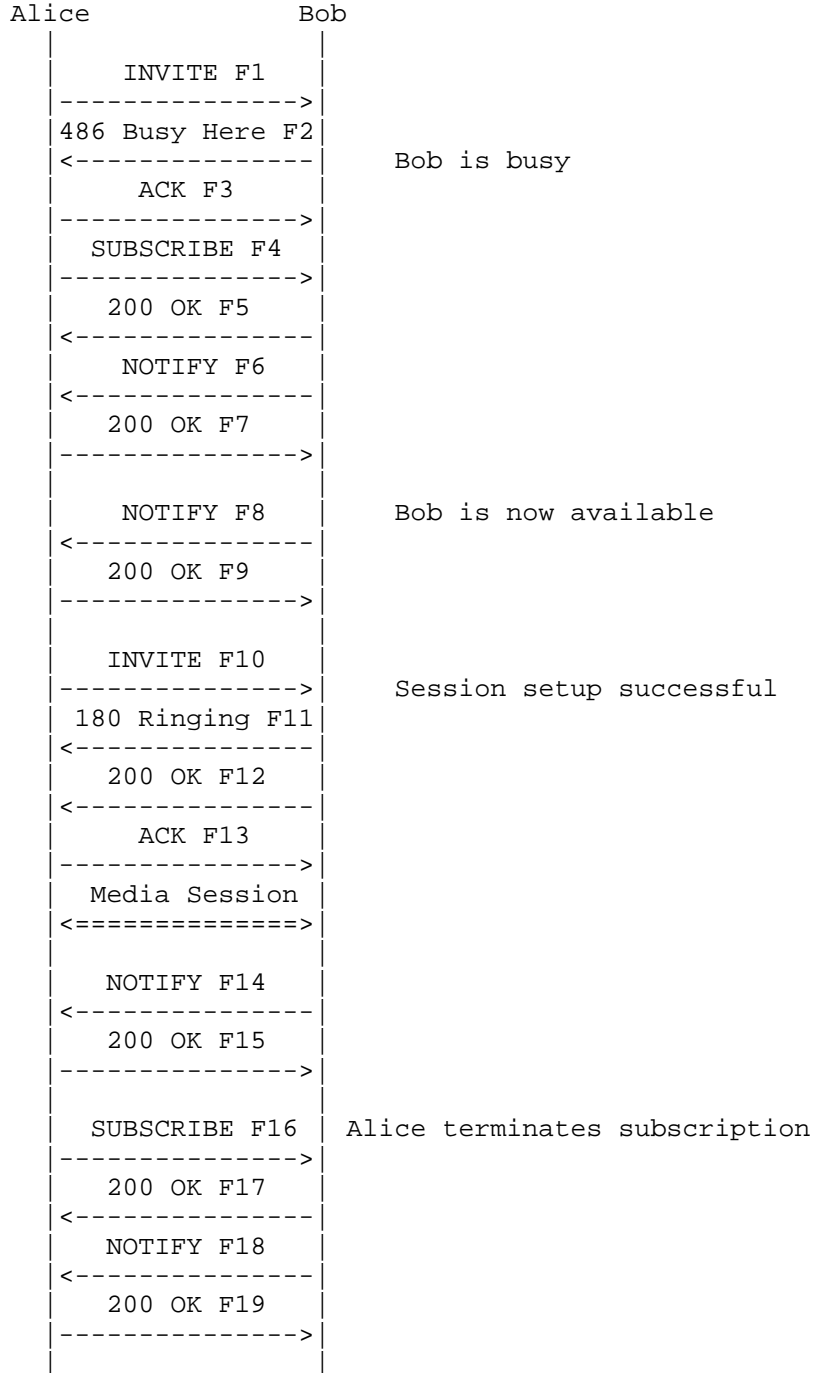 Alice Bob
INVITE F1
486 Busy Here F2
Bob is busy
ACK F3
SUBSCRIBE F4
200 OK F5
NOTIFY F6
200 OK F7
NOTIFY F8 Bob is now available
200 OK F9
INVITE F10
Session setup successful
180 Ringing F11
200 OK F12
ACK F13
Media Session
NOTIFY F14
200 OK F15
SUBSCRIBE F16 Alice terminates subscription
200 OK F17
NOTIFY F18
200 OK F19